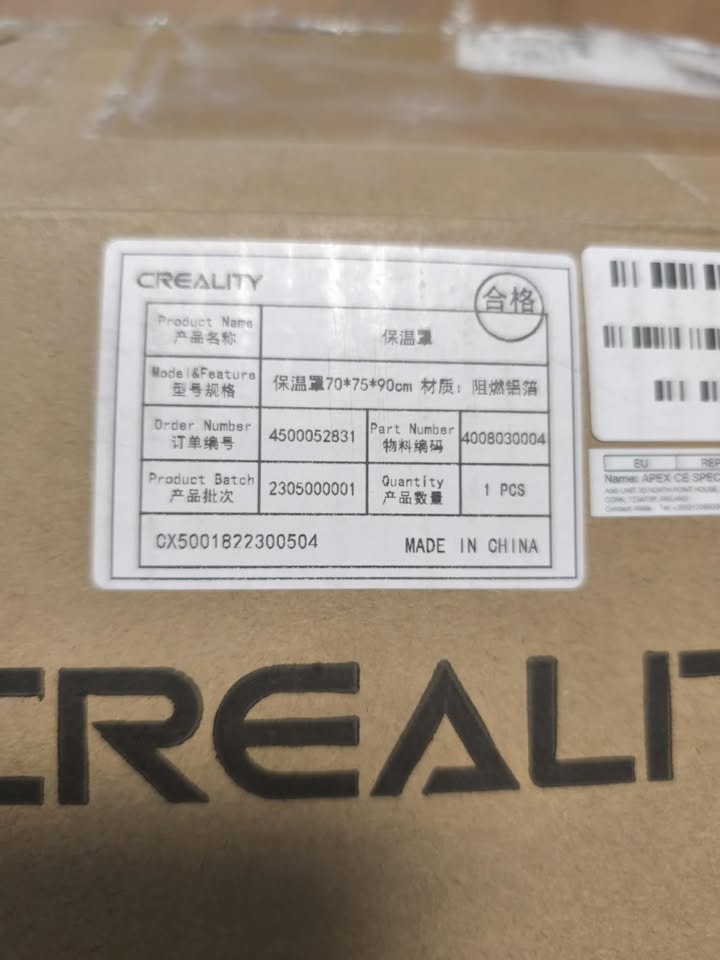 CREALITY
合格
Product Name
产品名称
保温罩
Model&Feature
型号规格
保温罩70*75*90cm 材质：阻燃铝箔
Order Number
订单编号
4500052831
Part Number
物料编码
4008030004
Product Batch
产品批次
2305000001
Quantity
产品数量
1 PCS
CX5001822300504
MADE IN CHINA
EU
REP
Name: APEX CE SPEC
CREALIT